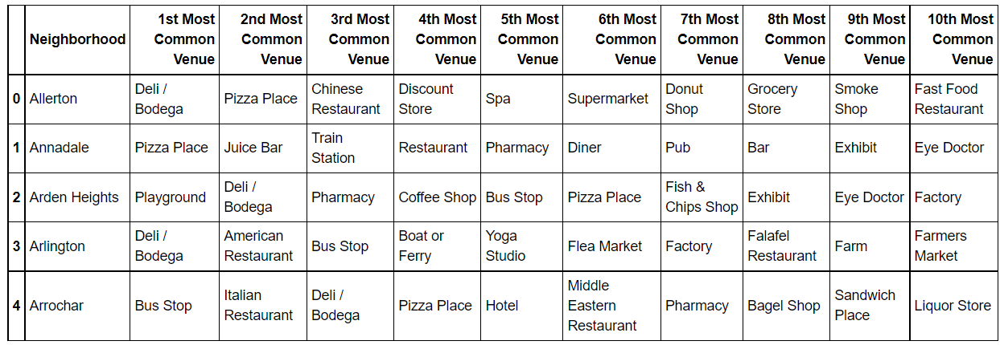 Neighborhood 1st Most Common Venue 2nd Most Common Venue 3rd Most Common Venue 4th Most Common Venue 5th Most Common Venue 6th Most Common Venue 7th Most Common Venue 8th Most Common Venue 9th Most Common Venue 10th Most Common Venue
0 Allerton Deli / Bodega Pizza Place Chinese Restaurant Discount Store Spa Supermarket Donut Shop Grocery Store Smoke Shop Fast Food Restaurant
1 Annadale Pizza Place Juice Bar Train Station Restaurant Pharmacy Diner Pub Bar Exhibit Eye Doctor
2 Arden Heights Playground Deli / Bodega Pharmacy Coffee Shop Bus Stop Pizza Place Fish & Chips Shop Exhibit Eye Doctor Factory
3 Arlington Deli / Bodega American Restaurant Bus Stop Boat or Ferry Yoga Studio Flea Market Factory Falafel Restaurant Farm Farmers Market
4 Arrochar Bus Stop Italian Restaurant Deli / Bodega Pizza Place Hotel Middle Eastern Restaurant Pharmacy Bagel Shop Sandwich Place Liquor Store